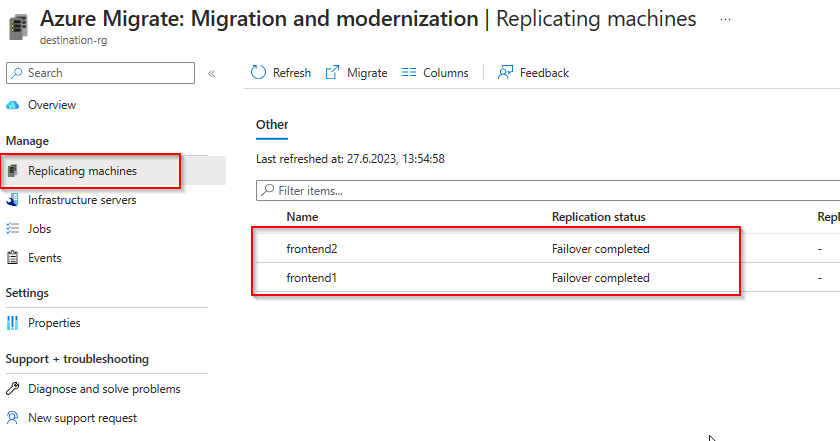 Azure Migrate: Migration and modernization | Replicating machines ...
destination-rg
Search
«
Refresh
Migrate
Columns
Feedback
Overview
Manage
Replicating machines
Infrastructure servers
Jobs
Events
Settings
Properties
Support + troubleshooting
Diagnose and solve problems
New support request
Other
Last refreshed at: 27.6.2023, 13:54:58
Filter items...
Name Replication status Repl
frontend2 Failover completed -
frontend1 Failover completed -